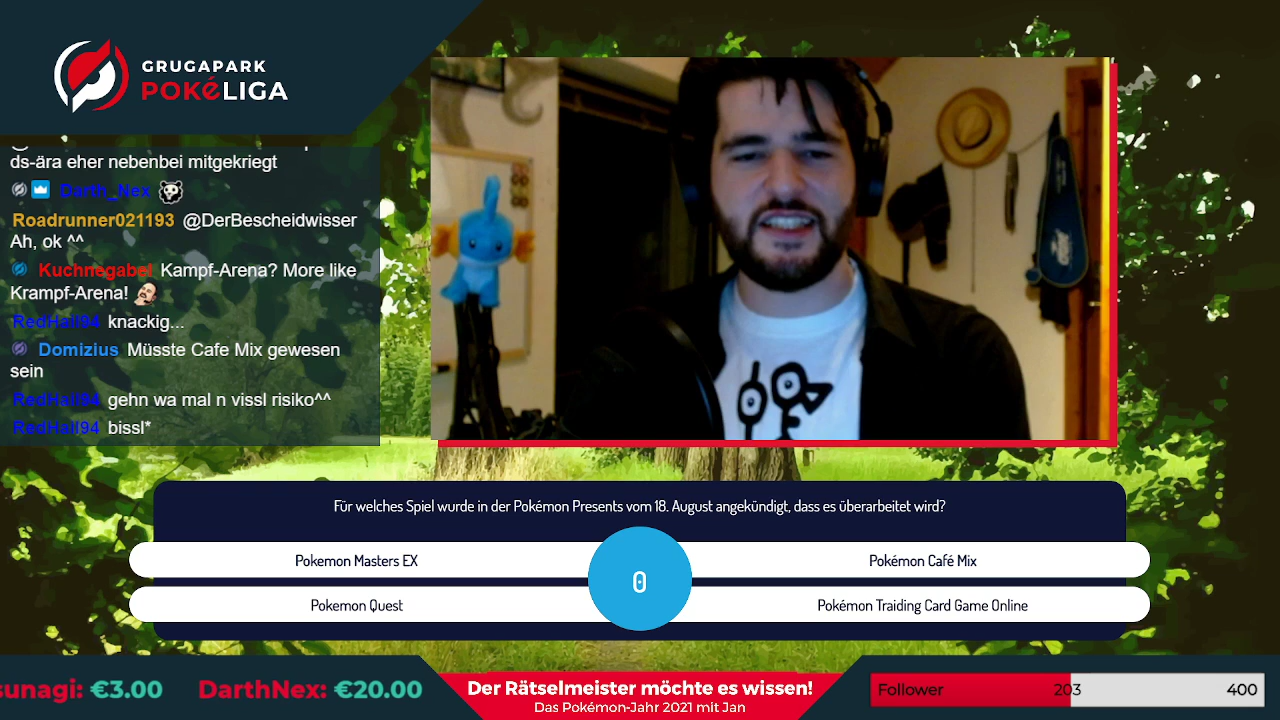 GRUGAPARK
POKéLIGA
ds-ära eher nebenbei mitgekriegt
Darth_Nex
Roadrunner021193 @DerBescheidwisser
Ah, ok ^^
Kuchnegabel Kampf-Arena? More like
Krampf-Arena!
RedHail94 knackig...
Domizius Müsste Cafe Mix gewesen
sein
RedHail94 gehn wa mal n vissl risiko^^
RedHail94 bissl*
Für welches Spiel wurde in der Pokémon Presents vom 18. August angekündigt, dass es überarbeitet wird?
Pokemon Masters EX
Pokémon Café Mix
0
Pokemon Quest
Pokémon Traiding Card Game Online
sunagi: €3.00 DarthNex: €20.00
Der Rätselmeister möchte es wissen!
Das Pokémon-Jahr 2021 mit Jan
Follower 203 400